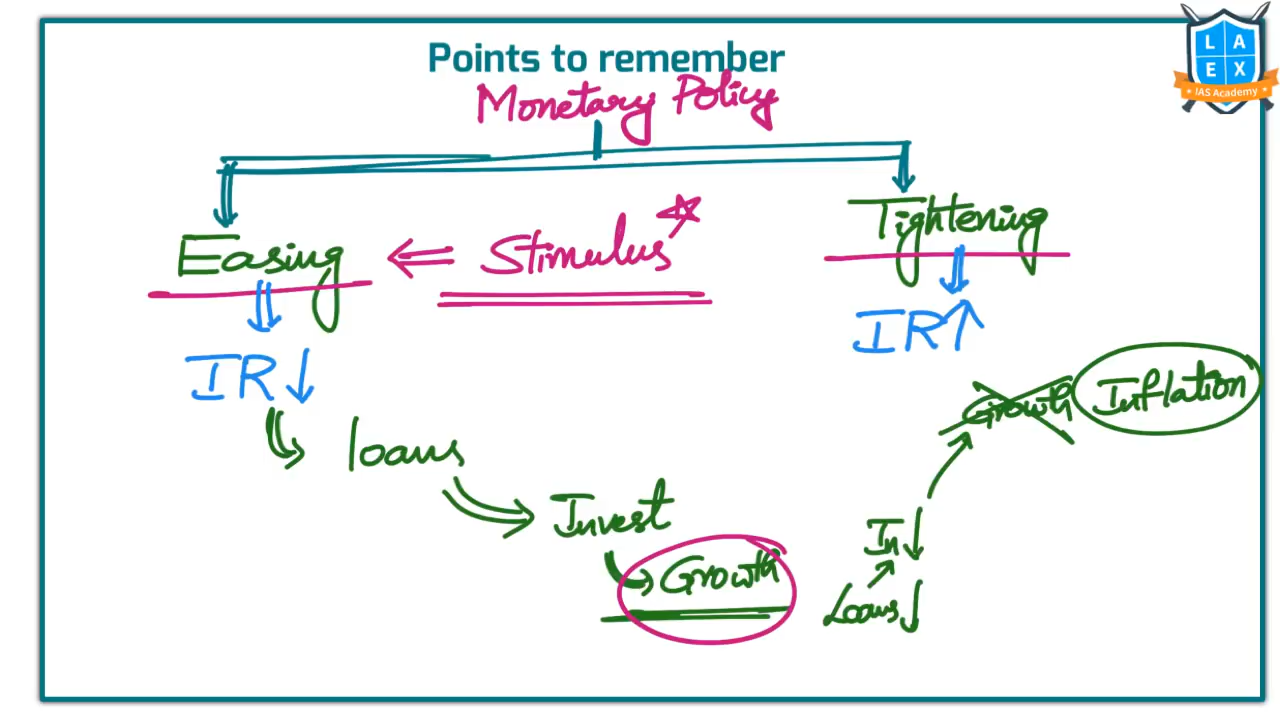 Points to remember
Monetary Policy
L A
E X
IAS Academy
Easing
Stimulus
Tightening
IR↓
IR↑
loans
Invest
Growth
Growth
Inflation
In↓
Loans↓